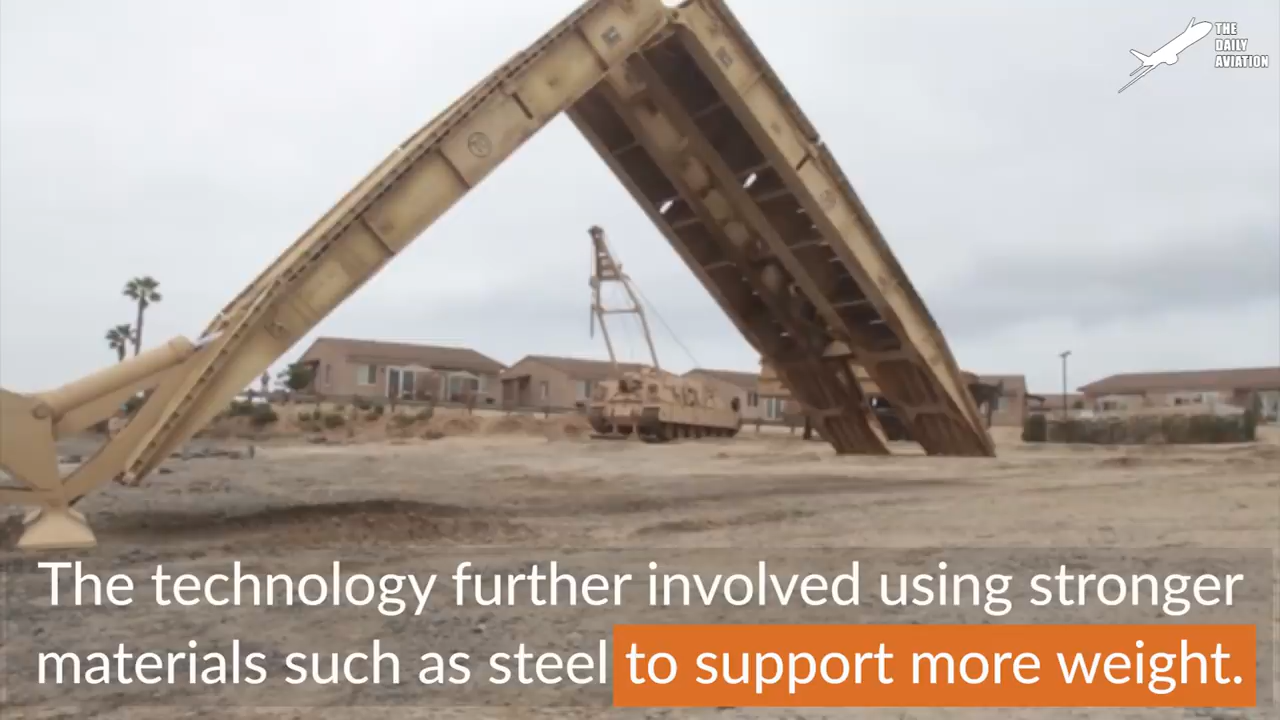 THE
DAILY
AVIATION
The technology further involved using stronger
materials such as steel to support more weight.